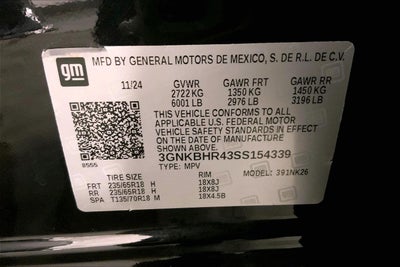 gm
MFD BY GENERAL MOTORS DE MEXICO, S. DE R.L. DE C.V.
11/24 GVWR GAWR FRT GAWR RR
2722 KG 1350 KG 1450 KG
6001 LB 2976 LB 3196 LB
THIS VEHICLE CONFORMS TO ALL
APPLICABLE U.S. FEDERAL MOTOR
VEHICLE SAFETY STANDARDS IN EFFECT
ON THE DATE OF MANUFACTURE SHOWN ABOVE.
3GNKBHR43SS154339
TYPE: MPV MODEL: 391NK26
TIRE SIZE RIM
FRT 235/65R18 H 18X8J
RR 235/65R18 H 18X8J
SPA T135/70R18 M 18X4.5B